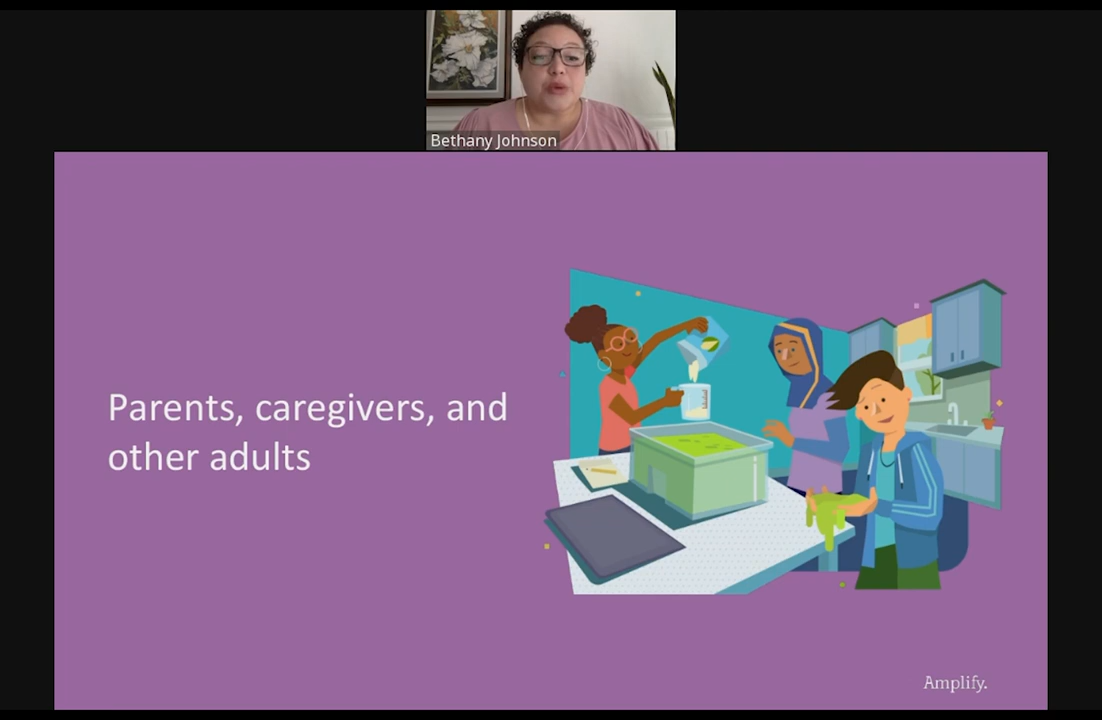 Bethany Johnson
Parents, caregivers, and
other adults
Amplify.